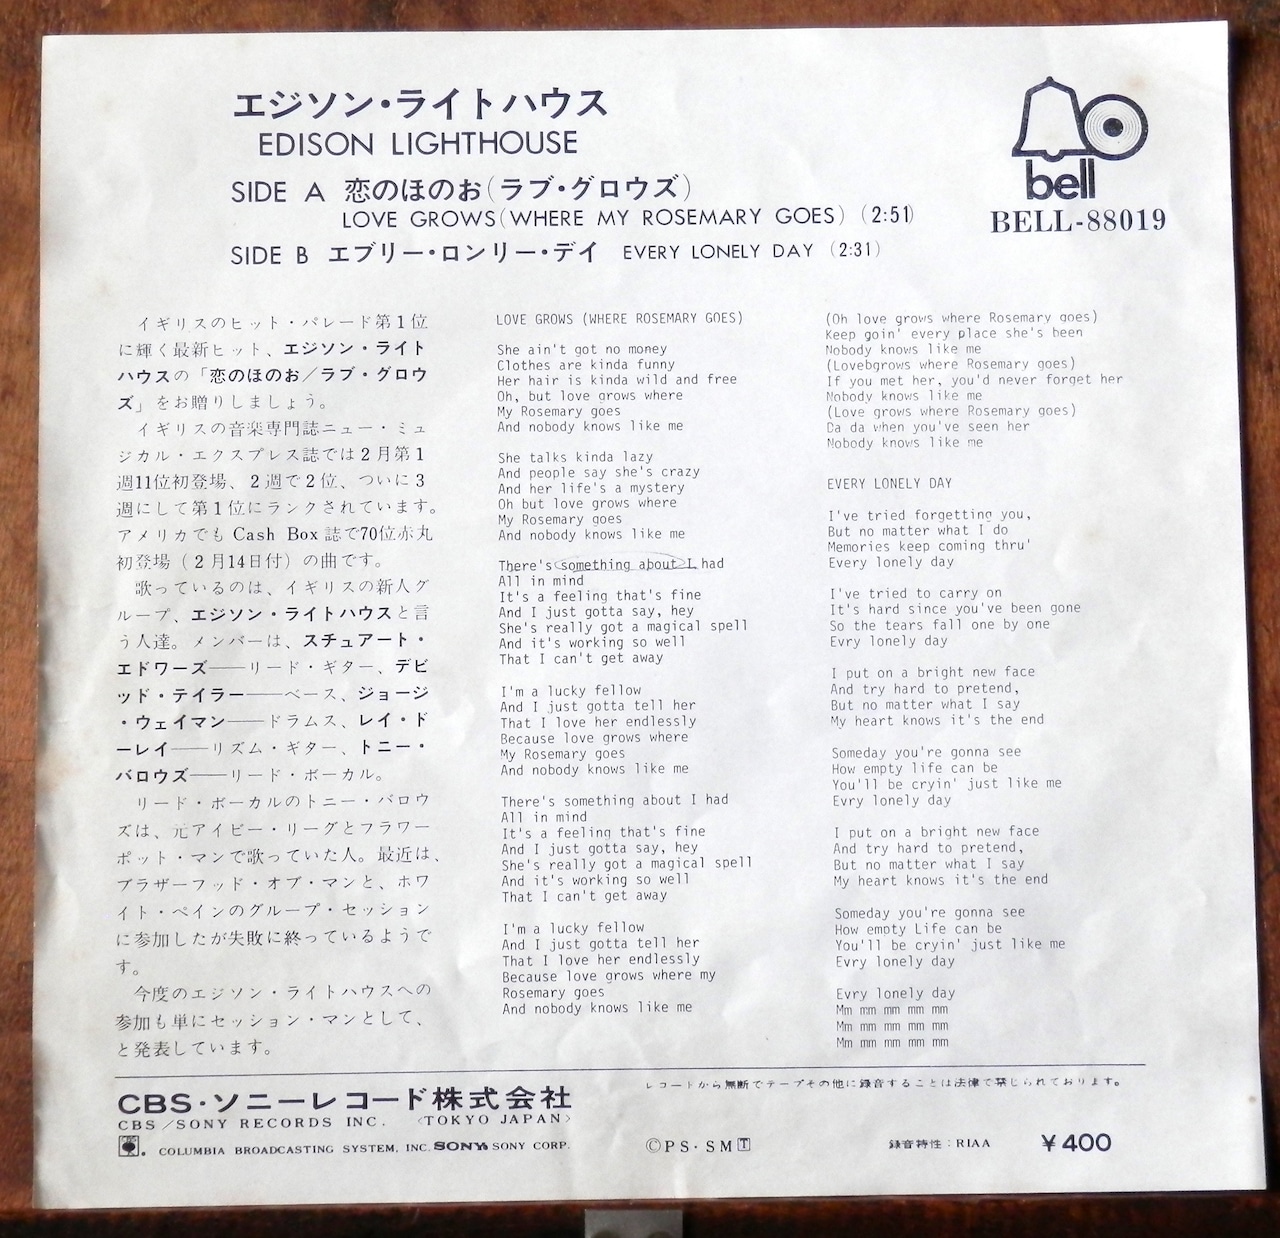 エジソン・ライトハウス
EDISON LIGHTHOUSE
SIDE A 恋のほのお(ラブ・グロウズ)
LOVE GROWS(WHERE MY ROSEMARY GOES) (2:51)
SIDE B エブリー・ロンリー・デイ EVERY LONELY DAY (2:31)
bell
BELL-88019
イギリスのヒット・パレード第1位
に輝く最新ヒット、エジソン・ライト
ハウスの「恋のほのお/ラブ・グロウ
ズ」をお贈りしましょう。
イギリスの音楽専門誌ニュー・ミュ
ジカル・エクスプレス誌では2月第1
週11位初登場、2週で2位、ついに3
週にして第1位にランクされています。
アメリカでも Cash Box 誌で70位赤丸
初登場(2月14日付)の曲です。
歌っているのは、イギリスの新人グ
ループ、エジソン・ライトハウスと言
う人達。メンバーは、スチュアート・
エドワーズ——リード・ギター、デビ
ッド・テイラー——ベース、ジョージ
・ウェイマン——ドラムス、レイ・ド
ーレイ——リズム・ギター、トニー・
バロウズ——リード・ボーカル。
リード・ボーカルのトニー・バロウ
ズは、元アイビー・リーグとフラワー
ポット・マンで歌っていた人。最近は、
ブラザーフッド・オブ・マンと、ホワ
イト・ペインのグループ・セッション
に参加したが失敗に終っているようで
す。
今度のエジソン・ライトハウスへの
参加も単にセッション・マンとして、
と発表しています。
LOVE GROWS (WHERE ROSEMARY GOES)
She ain't got no money
Clothes are kinda funny
Her hair is kinda wild and free
Oh, but love grows where
My Rosemary goes
And nobody knows like me
She talks kinda lazy
And people say she's crazy
And her life's a mystery
Oh but love grows where
My Rosemary goes
And nobody knows like me
There's something about I had
All in mind
It's a feeling that's fine
And I just gotta say, hey
She's really got a magical spell
And it's working so well
That I can't get away
I'm a lucky fellow
And I just gotta tell her
That I love her endlessly
Because love grows where
My Rosemary goes
And nobody knows like me
There's something about I had
All in mind
It's a feeling that's fine
And I just gotta say, hey
She's really got a magical spell
And it's working so well
That I can't get away
I'm a lucky fellow
And I just gotta tell her
That I love her endlessly
Because love grows where my
Rosemary goes
And nobody knows like me
(Oh love grows where Rosemary goes)
Keep goin' every place she's been
Nobody knows like me
(Lovebgrows where Rosemary goes)
If you met her, you'd never forget her
Nobody knows like me
(Love grows where Rosemary goes)
Da da when you've seen her
Nobody knows like me
EVERY LONELY DAY
I've tried forgetting you,
But no matter what I do
Memories keep coming thru'
Every lonely day
I've tried to carry on
It's hard since you've been gone
So the tears fall one by one
Evry lonely day
I put on a bright new face
And try hard to pretend,
But no matter what I say
My heart knows it's the end
Someday you're gonna see
How empty life can be
You'll be cryin' just like me
Evry lonely day
I put on a bright new face
And try hard to pretend,
But no matter what I say
My heart knows it's the end
Someday you're gonna see
How empty Life can be
You'll be cryin' just like me
Evry lonely day
Evry lonely day
Mm mm mm mm mm
Mm mm mm mm mm
Mm mm mm mm mm
レコードから無断でテープその他に録音することは法律で禁じられております。
CBS・ソニーレコード株式会社
CBS/SONY RECORDS INC. <TOKYO JAPAN>
COLUMBIA BROADCASTING SYSTEM, INC. SONY SONY CORP.
ⓒPS・SM T
録音特性:RIAA
¥400